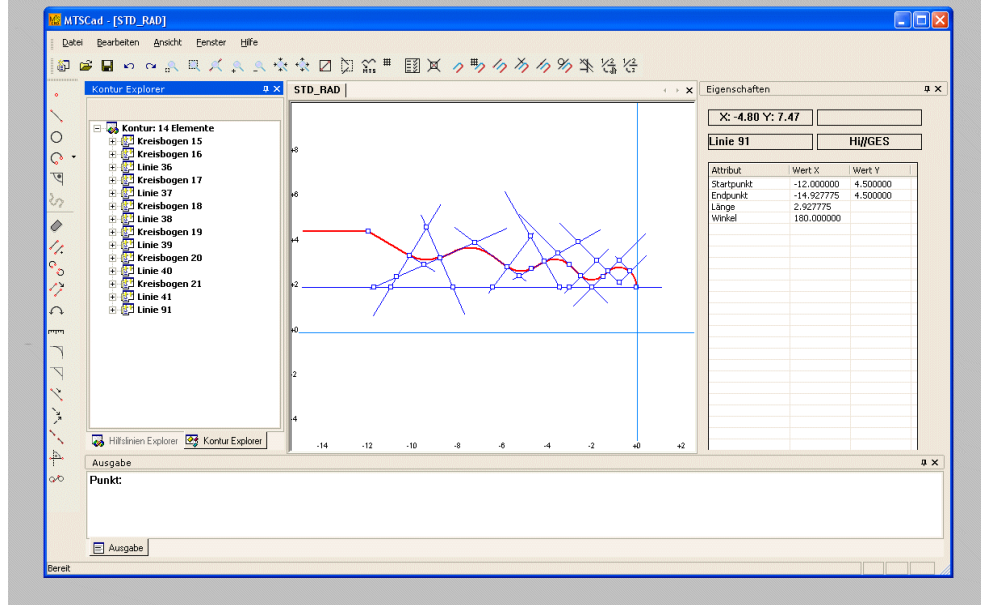 MTSCad - [STD_RAD]
Datei Bearbeiten Ansicht Fenster Hilfe
MTS
Kontur Explorer
Kontur: 14 Elemente
Kreisbogen 15
Kreisbogen 16
Linie 36
Kreisbogen 17
Linie 37
Kreisbogen 18
Linie 38
Kreisbogen 19
Linie 39
Kreisbogen 20
Linie 40
Kreisbogen 21
Linie 41
Linie 91
Hilfslinien Explorer Kontur Explorer
STD_RAD
+8
+6
+4
+2
+0
-2
-4
-14 -12 -10 -8 -6 -4 -2 +0 +2
Eigenschaften
X: -4.80 Y: 7.47
Linie 91 Hi//GES
Attribut Wert X Wert Y
Startpunkt -12.000000 4.500000
Endpunkt -14.927775 4.500000
Länge 2.927775
Winkel 180.000000
Ausgabe
Punkt:
Ausgabe
Bereit